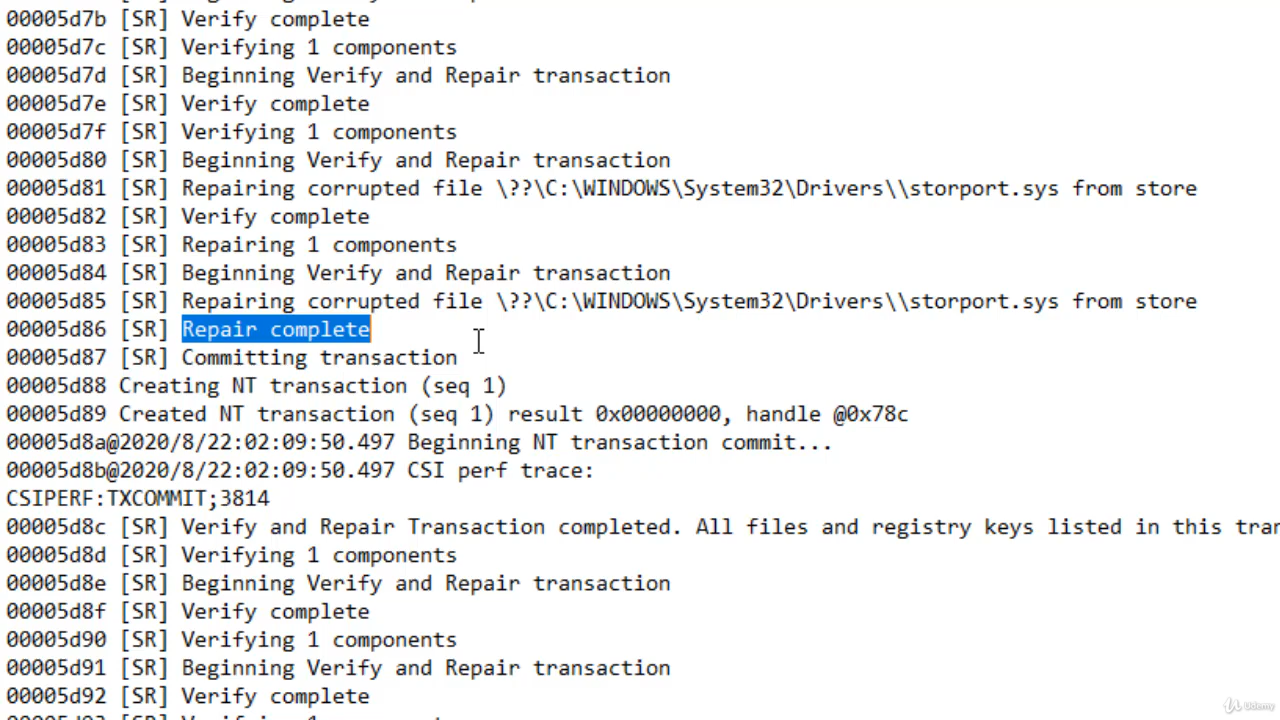 00005d7b [SR] Verify complete
00005d7c [SR] Verifying 1 components
00005d7d [SR] Beginning Verify and Repair transaction
00005d7e [SR] Verify complete
00005d7f [SR] Verifying 1 components
00005d80 [SR] Beginning Verify and Repair transaction
00005d81 [SR] Repairing corrupted file \??\C:\WINDOWS\System32\Drivers\\storport.sys from store
00005d82 [SR] Verify complete
00005d83 [SR] Repairing 1 components
00005d84 [SR] Beginning Verify and Repair transaction
00005d85 [SR] Repairing corrupted file \??\C:\WINDOWS\System32\Drivers\\storport.sys from store
00005d86 [SR] Repair complete
00005d87 [SR] Committing transaction
00005d88 Creating NT transaction (seq 1)
00005d89 Created NT transaction (seq 1) result 0x00000000, handle @0x78c
00005d8a@2020/8/22:02:09:50.497 Beginning NT transaction commit...
00005d8b@2020/8/22:02:09:50.497 CSI perf trace:
CSIPERF:TXCOMMIT;3814
00005d8c [SR] Verify and Repair Transaction completed. All files and registry keys listed in this tran
00005d8d [SR] Verifying 1 components
00005d8e [SR] Beginning Verify and Repair transaction
00005d8f [SR] Verify complete
00005d90 [SR] Verifying 1 components
00005d91 [SR] Beginning Verify and Repair transaction
00005d92 [SR] Verify complete
Udemy